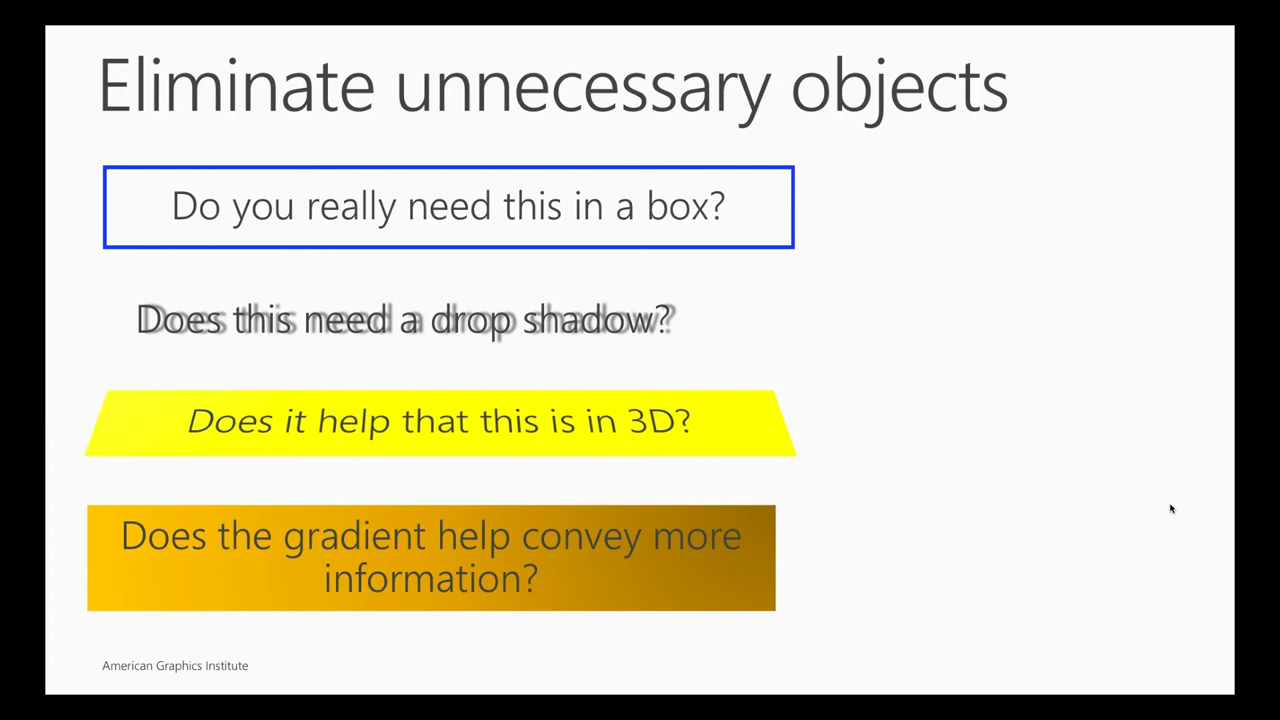 Eliminate unnecessary objects
Do you really need this in a box?
Does this need a drop shadow?
Does it help that this is in 3D?
Does the gradient help convey more
information?
American Graphics Institute